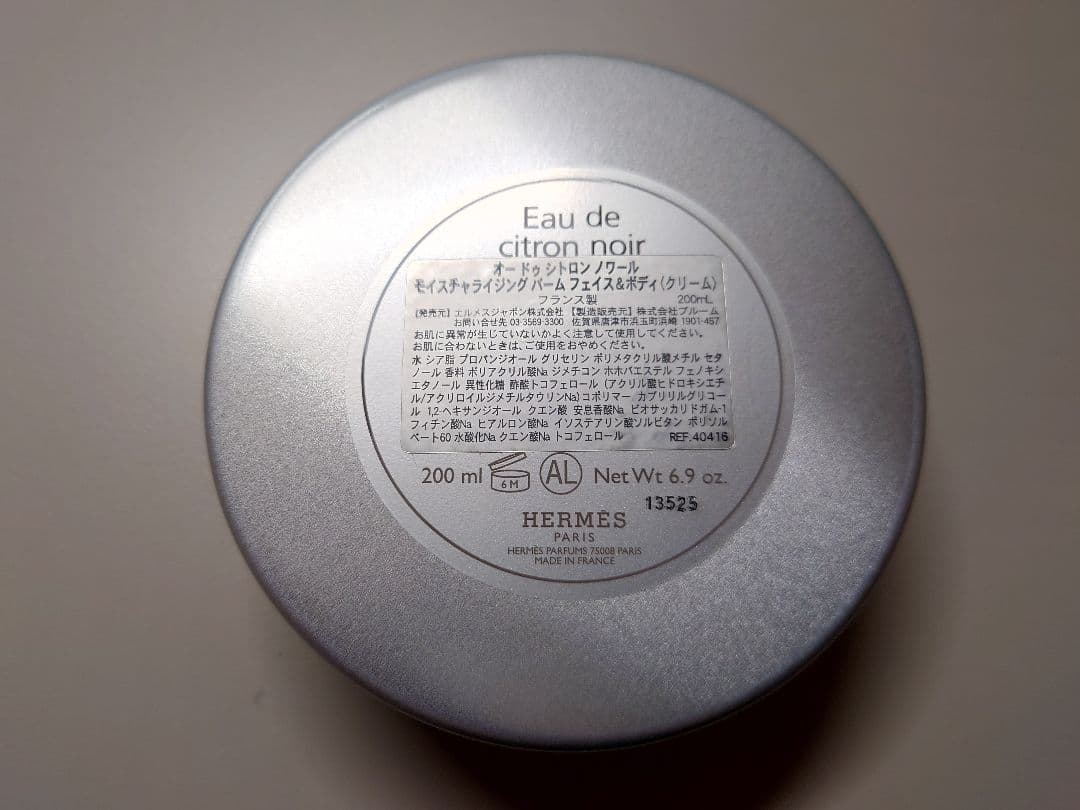 Eau de
citron noir
オー ドゥ シトロン ノワール
モイスチャライジング バーム フェイス&ボディ(クリーム)
フランス製 200mL
[発売元] エルメスジャポン株式会社 【製造販売元】株式会社ブルーム
お問い合せ先 03-3569-3300 佐賀県唐津市浜玉町浜崎 1901-457
お肌に異常が生じていないかよく注意して使用してください。
お肌に合わないときは、ご使用をおやめください。
水 シア脂 プロパンジオール グリセリン ポリメタクリル酸メチル セタ
ノール 香料 ポリアクリル酸Na ジメチコン ホホバエステル フェノキシ
エタノール 異性化糖 酢酸トコフェロール (アクリル酸ヒドロキシエチ
ル/アクリロイルジメチルタウリンNa)コポリマー カプリリルグリコー
ル 1,2-ヘキサンジオール クエン酸 安息香酸Na ビオサッカリドガム-1
フィチン酸Na ヒアルロン酸Na イソステアリン酸ソルビタン ポリソル
ベート60 水酸化Na クエン酸Na トコフェロール REF.40416
200 ml 6M AL Net Wt 6.9 oz.
13525
HERMÈS
PARIS
HERMÈS PARFUMS 75008 PARIS
MADE IN FRANCE